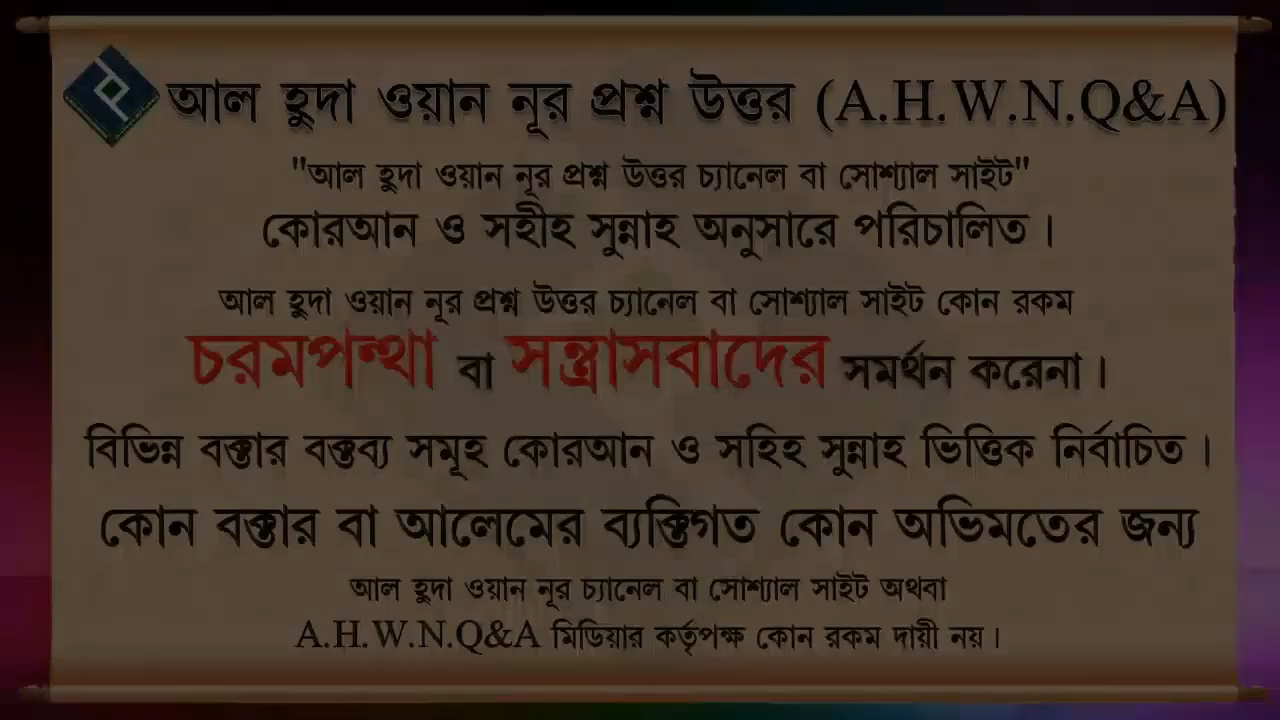 আল হুদা ওয়ান নূর প্রশ্ন উত্তর (A.H.W.N.Q&A)
"আল হুদা ওয়ান নূর প্রশ্ন উত্তর চ্যানেল বা সোশ্যাল সাইট"
কোরআন ও সহীহ সুন্নাহ অনুসারে পরিচালিত।
আল হুদা ওয়ান নূর প্রশ্ন উত্তর চ্যানেল বা সোশ্যাল সাইট কোন রকম
চরমপন্থা বা সন্ত্রাসবাদের সমর্থন করেনা।
বিভিন্ন বক্তার বক্তব্য সমূহ কোরআন ও সহিহ সুন্নাহ ভিত্তিক নির্বাচিত।
কোন বক্তার বা আলেমের ব্যক্তিগত কোন অভিমতের জন্য
আল হুদা ওয়ান নূর চ্যানেল বা সোশ্যাল সাইট অথবা
A.H.W.N.Q&A মিডিয়ার কর্তৃপক্ষ কোন রকম দায়ী নয়।